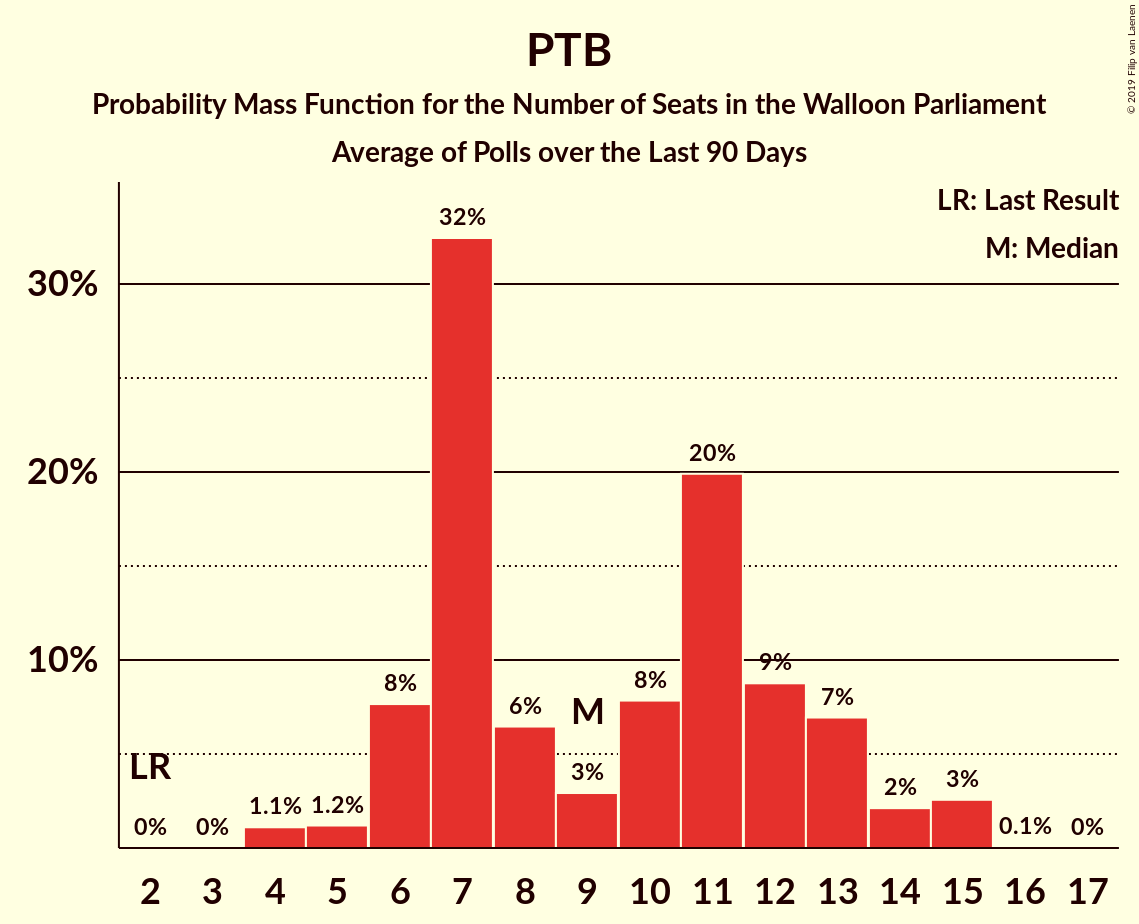 PTB
Probability Mass Function for the Number of Seats in the Walloon Parliament
Average of Polls over the Last 90 Days
© 2019 Filip van Laenen
LR: Last Result
M: Median
30%
20%
10%
LR
M
0%
0%
1.1%
1.2%
8%
32%
6%
3%
8%
20%
9%
7%
2%
3%
0.1%
0%
2 3 4 5 6 7 8 9 10 11 12 13 14 15 16 17